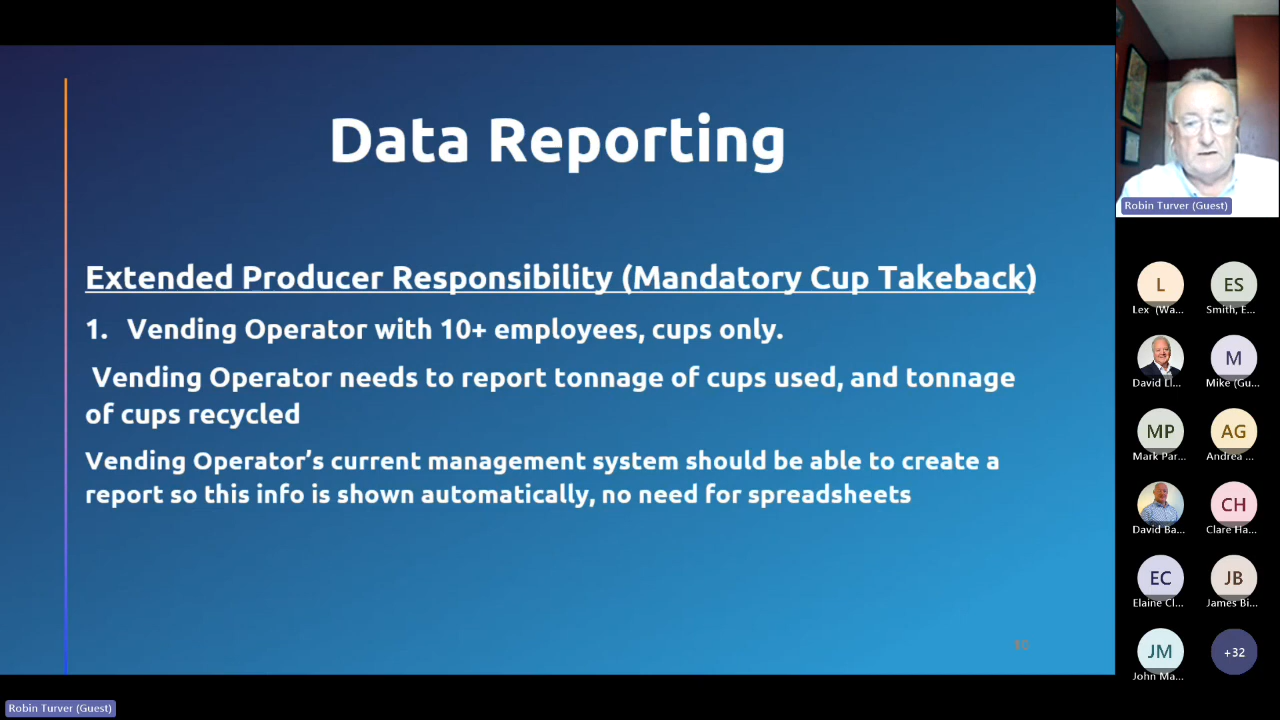 Data Reporting
Extended Producer Responsibility (Mandatory Cup Takeback)
1. Vending Operator with 10+ employees, cups only.
Vending Operator needs to report tonnage of cups used, and tonnage
of cups recycled
Vending Operator's current management system should be able to create a
report so this info is shown automatically, no need for spreadsheets
10
Robin Turver (Guest)
L
Lex (Wa...
ES
Smith, E...
David Ll...
M
Mike (Gu...
MP
Mark Par...
AG
Andrea ...
David Ba...
CH
Clare Ha...
EC
Elaine Cl...
JB
James Bi...
JM
John Ma...
+32
Robin Turver (Guest)